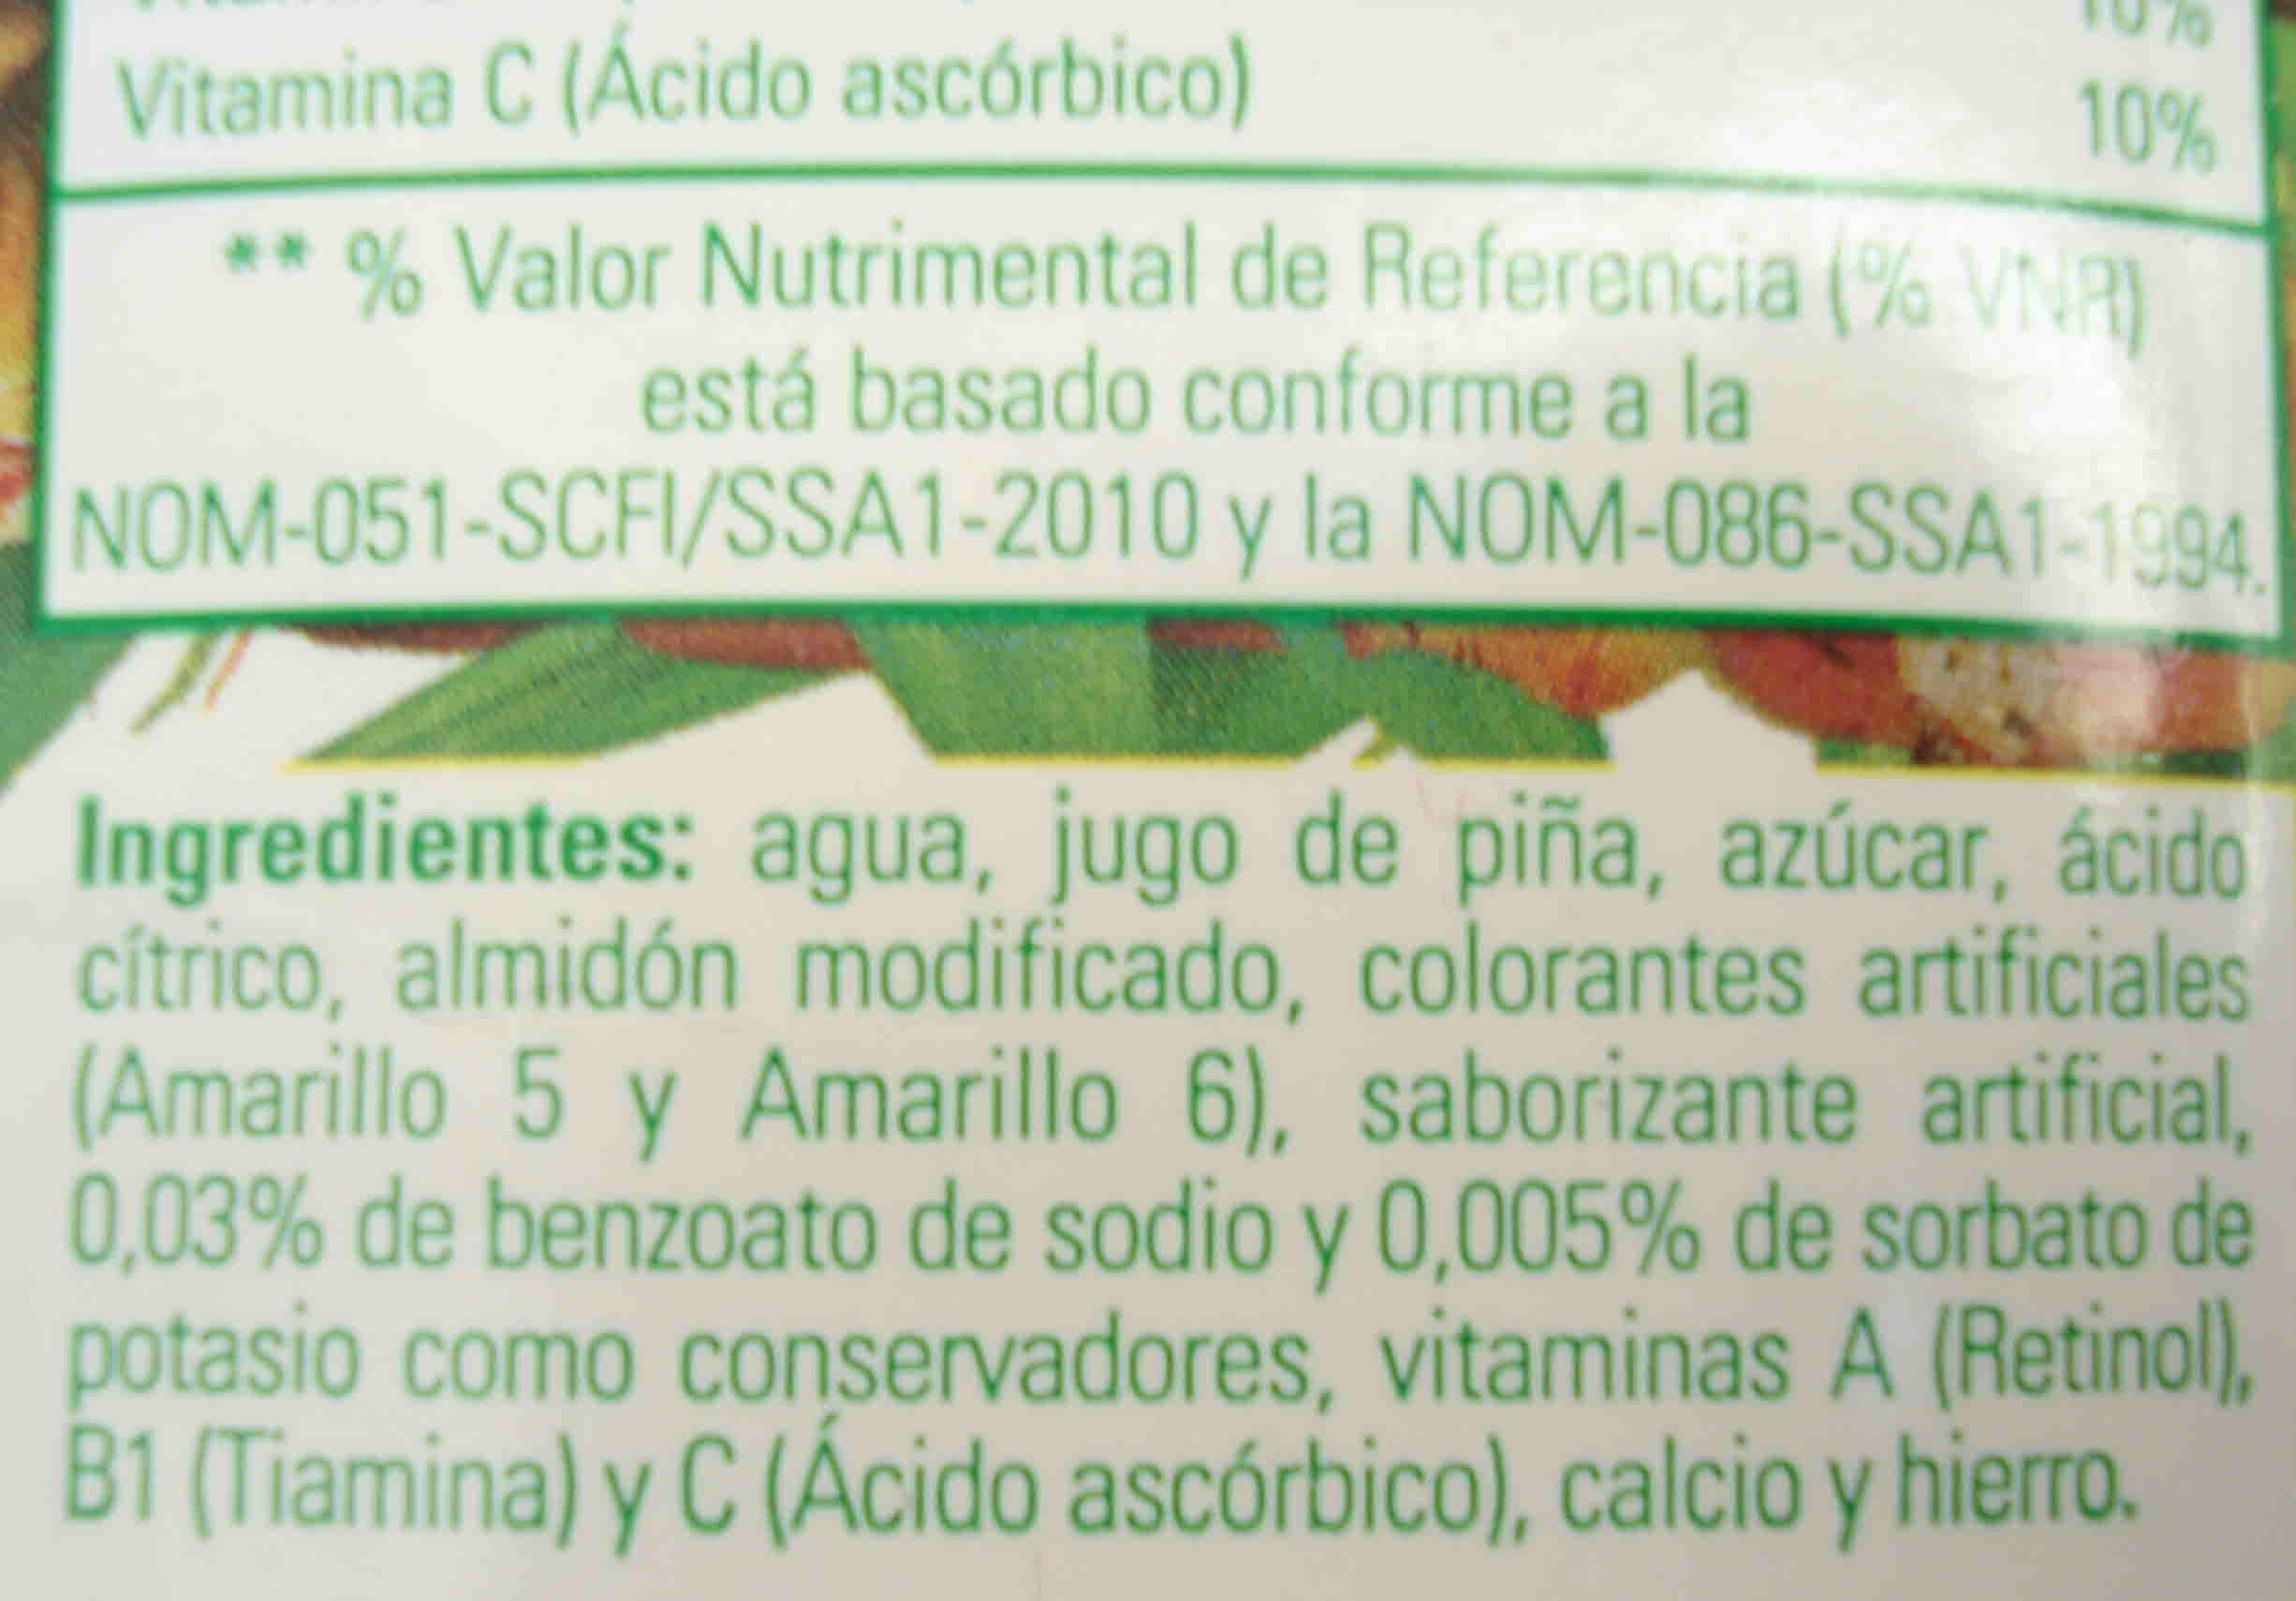 10%
Vitamina C (Ácido ascórbico) 10%
** % Valor Nutrimental de Referencia (% VNR)
está basado conforme a la
NOM-051-SCFI/SSA1-2010 y la NOM-086-SSA1-1994.
Ingredientes: agua, jugo de piña, azúcar, ácido
cítrico, almidón modificado, colorantes artificiales
(Amarillo 5 y Amarillo 6), saborizante artificial,
0,03% de benzoato de sodio y 0,005% de sorbato de
potasio como conservadores, vitaminas A (Retinol),
B1 (Tiamina) y C (Ácido ascórbico), calcio y hierro.